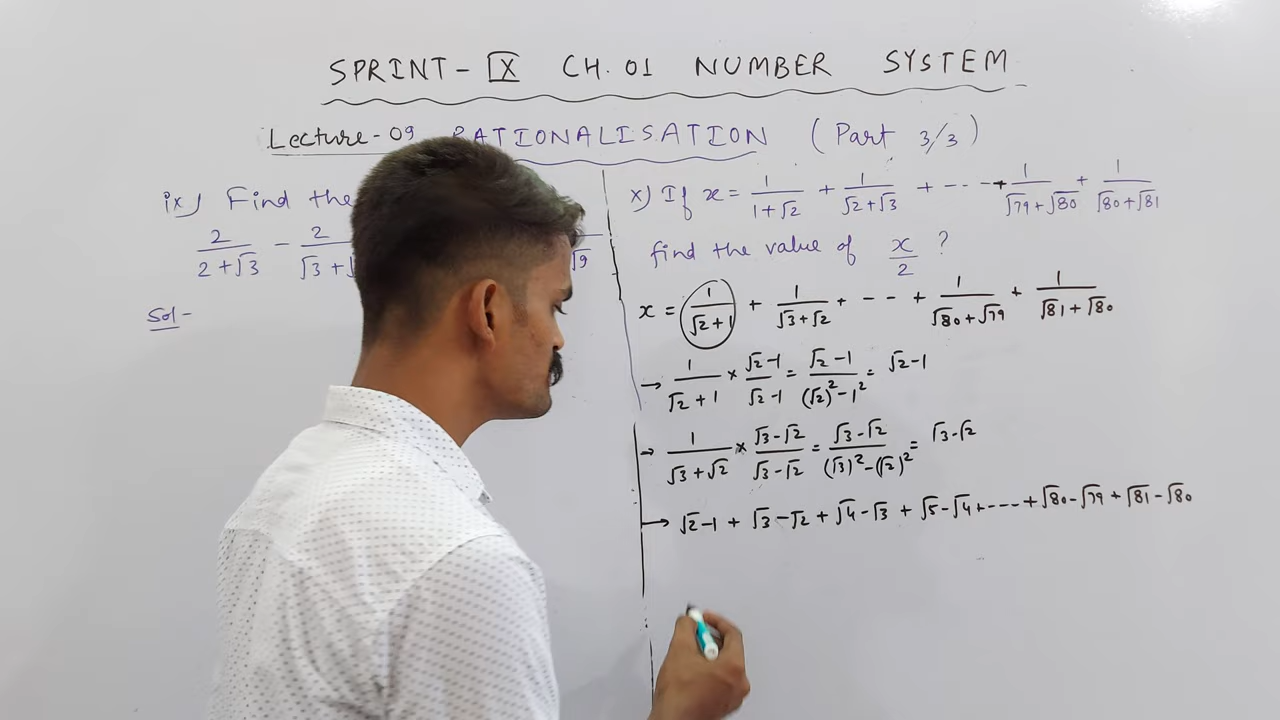 SPRINT-IX CH. 01 NUMBER SYSTEM
Lecture-09 RATIONALISATION (Part 3/3)
ix) Find the
2/(2+√3) - 2/(√3+√ √9
Sol-
x) If x = 1/(1+√2) + 1/(√2+√3) + --- + 1/(√79+√80) + 1/(√80+√81)
find the value of x/2 ?
x = 1/(√2+1) + 1/(√3+√2) + -- + 1/(√80+√79) + 1/(√81+√80)
→ 1/(√2+1) × (√2-1)/(√2-1) = (√2-1)/((√2)²-1²) = √2-1
→ 1/(√3+√2) × (√3-√2)/(√3-√2) = (√3-√2)/((√3)²-(√2)²) = √3-√2
→ √2-1 + √3-√2 + √4-√3 + √5-√4+---+√80-√79+√81-√80